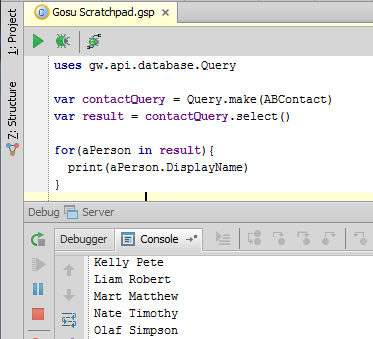 Gosu Scratchpad.gsp
1: Project
Z: Structure
uses gw.api.database.Query
var contactQuery = Query.make(ABContact)
var result = contactQuery.select()
for(aPerson in result){
print(aPerson.DisplayName)
}
Debug Server
Debugger Console
Kelly Pete
Liam Robert
Mart Matthew
Nate Timothy
Olaf Simpson